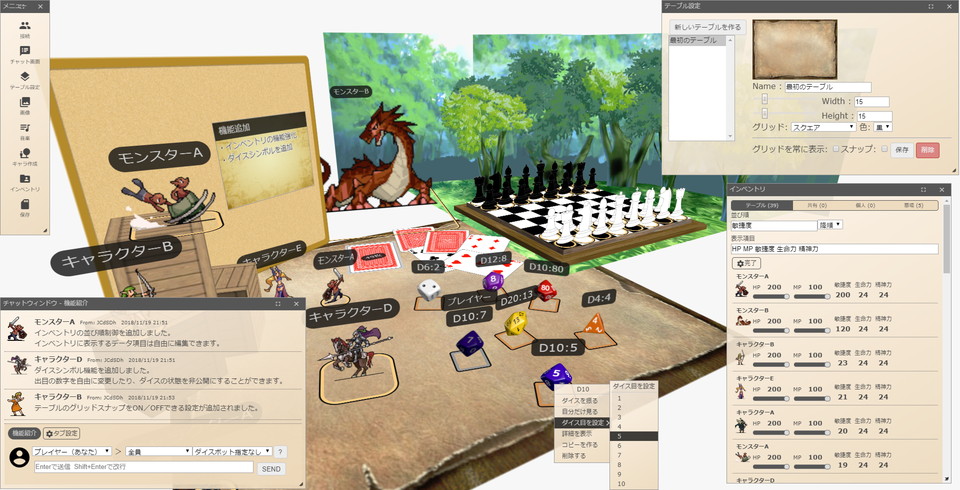 メニュー
接続
チャット画面
テーブル設定
画像
音楽
キャラ作成
インベントリ
保存
機能追加
・インベントリの機能強化
・ダイスシンボルを追加
モンスターA
キャラクターB
キャラクターE
モンスターB
モンスターA
キャラクターD
D6:2
D12:8
D10:80
プレイヤー
D20:13
D10:7
D4:4
D10:5
D10
ダイスを振る
自分だけ見る
ダイス目を設定
詳細を表示
コピーを作る
削除する
ダイス目を設定
1
2
3
4
5
6
7
8
9
10
テーブル設定
新しいテーブルを作る
最初のテーブル
Name : 最初のテーブル
Width : 15
Height : 15
グリッド: スクエア 色: 黒
グリッドを常に表示: スナップ: 保存 削除
インベントリ
テーブル (39) 共有 (0) 個人 (0) 墓場 (5)
並び順
敏捷度 降順
表示項目
HP MP 敏捷度 生命力 精神力
完了
モンスターA
HP 200 MP 100 敏捷度 生命力 精神力
200 24 24
モンスターB
HP 200 MP 100 敏捷度 生命力 精神力
120 24 24
キャラクターB
HP 200 MP 100 敏捷度 生命力 精神力
23 24 24
キャラクターE
HP 200 MP 100 敏捷度 生命力 精神力
21 24 24
キャラクターA
HP 200 MP 100 敏捷度 生命力 精神力
20 24 24
モンスターA
HP 200 MP 100 敏捷度 生命力 精神力
19 24 24
キャラクターD
チャットウィンドウ - 機能紹介
モンスターA From: JCdSDh 2018/11/19 21:51
インベントリの並び順制御を追加しました。
インベントリに表示するデータ項目は自由に編集できます。
キャラクターD From: JCdSDh 2018/11/19 21:51
ダイスシンボル機能を追加しました。
出目の数字を自由に変更したり、ダイスの状態を非公開にすることができます。
キャラクターB From: JCdSDh 2018/11/19 21:53
テーブルのグリッドスナップをON／OFFできる設定が追加されました。
機能紹介 タブ設定
プレイヤー（あなた） ＞ 全員 ダイスボット指定なし ?
Enterで送信 Shift+Enterで改行
SEND